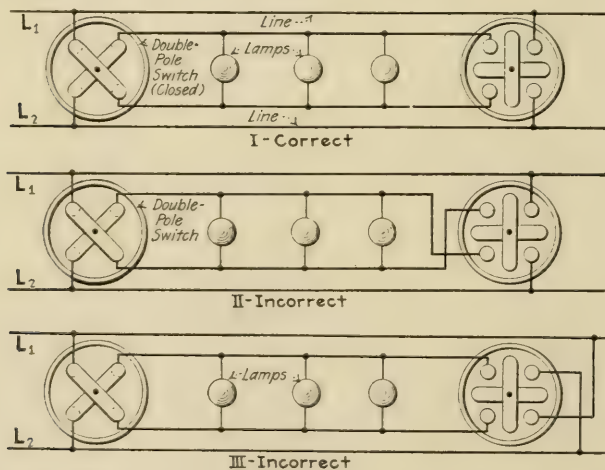 L1
Line
Double-
Pole
Switch
(Closed)
Lamps
L2
Line
I-Correct
L1
Double-
Pole
Switch
L2
II-Incorrect
L1
Lamps
L2
III-Incorrect